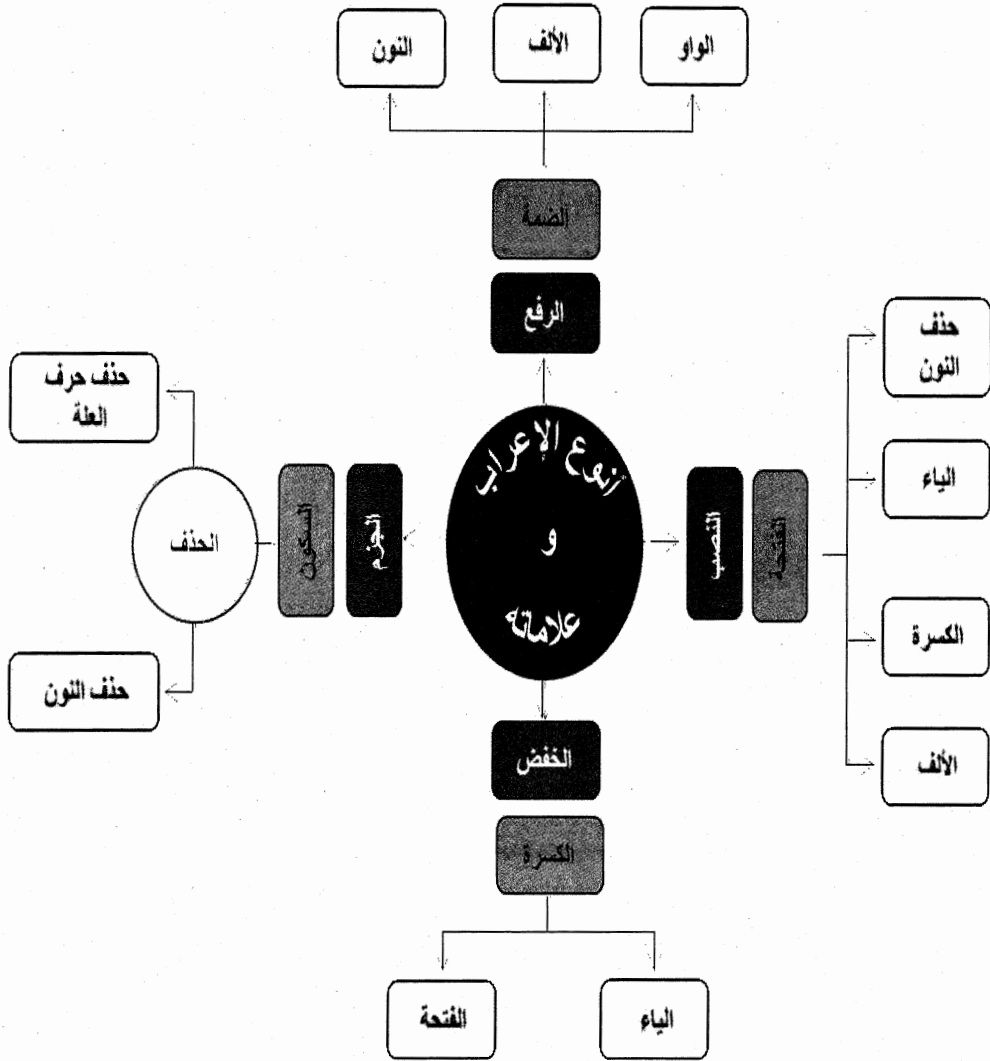 الواو
الألف
النون
الضمة
الرفع
أنوع الإعراب
و
علاماته
النصب
الفتحة
حذف
النون
الياء
الكسرة
الألف
الجزم
السكون
الحذف
حذف حرف
العلة
حذف النون
الخفض
الكسرة
الياء
الفتحة